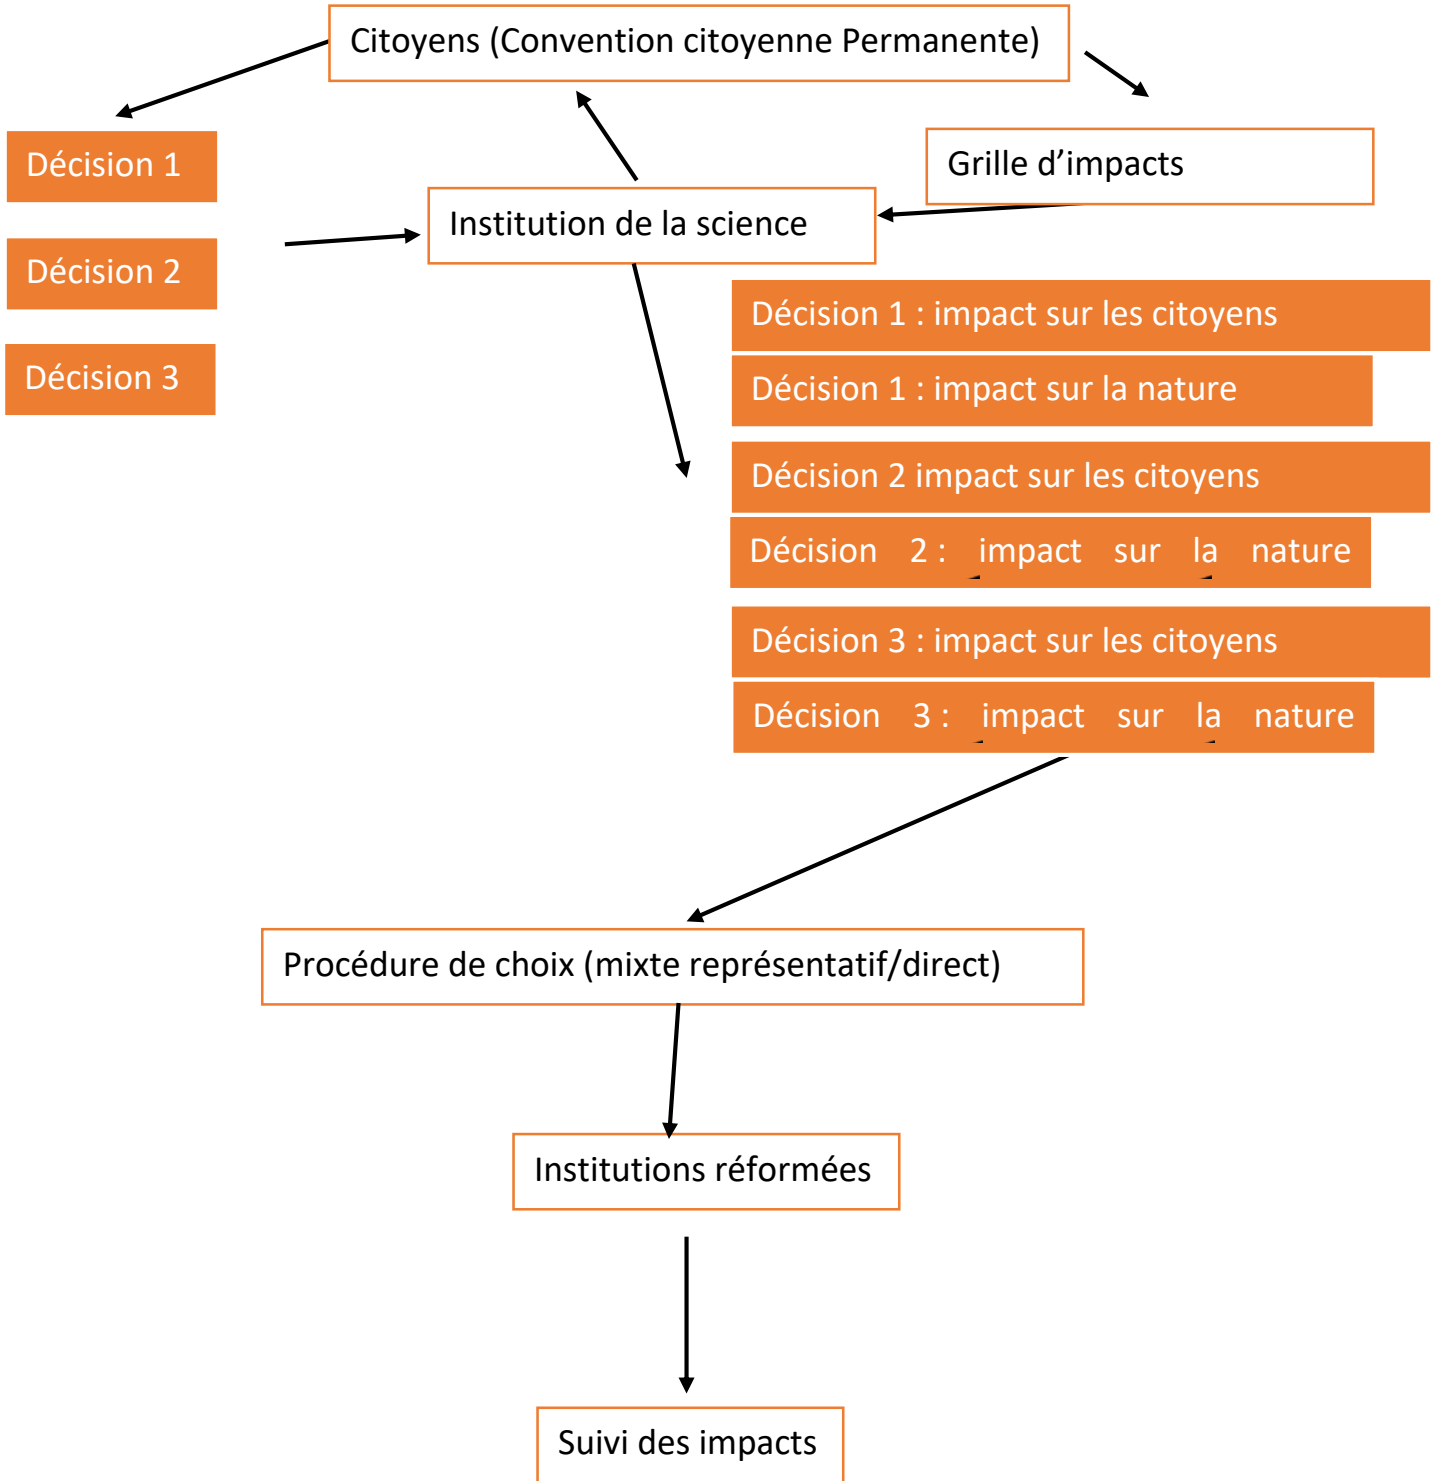 Citoyens (Convention citoyenne Permanente)
Décision 1
Grille d’impacts
Institution de la science
Décision 2
Décision 3
Décision 1 : impact sur les citoyens
Décision 1 : impact sur la nature
Décision 2 impact sur les citoyens
Décision 2 : impact sur la nature
Décision 3 : impact sur les citoyens
Décision 3 : impact sur la nature
Procédure de choix (mixte représentatif/direct)
Institutions réformées
Suivi des impacts